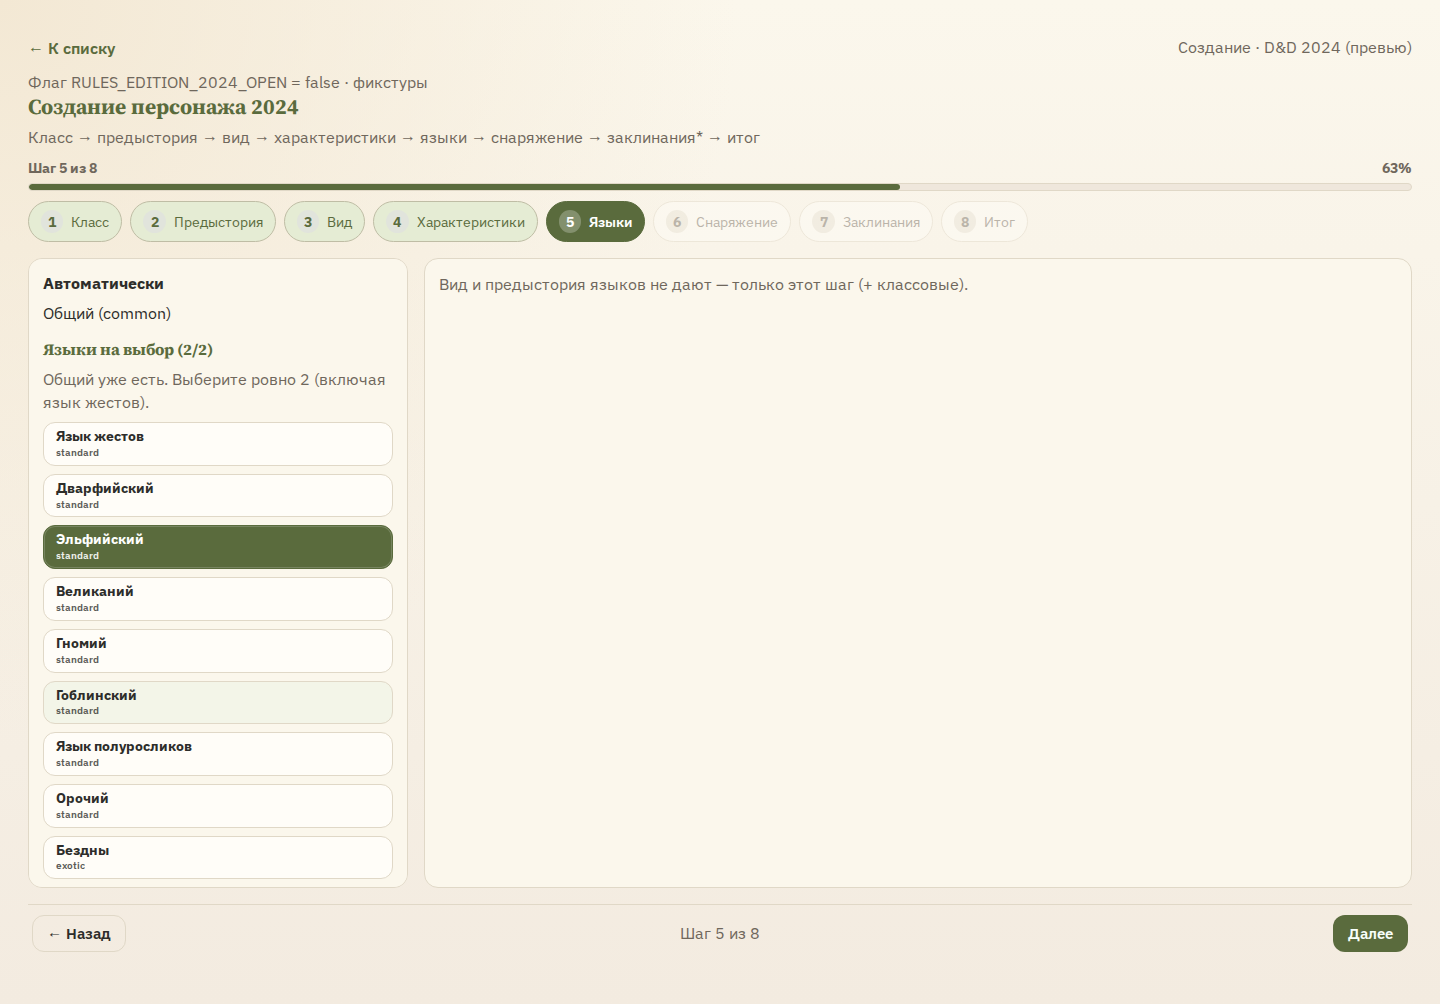 ← К списку
Создание · D&D 2024 (превью)
Флаг RULES_EDITION_2024_OPEN = false · фикстуры
Создание персонажа 2024
Класс → предыстория → вид → характеристики → языки → снаряжение → заклинания* → итог
Шаг 5 из 8
63%
1 Класс
2 Предыстория
3 Вид
4 Характеристики
5 Языки
6 Снаряжение
7 Заклинания
8 Итог
Автоматически
Общий (common)
Языки на выбор (2/2)
Общий уже есть. Выберите ровно 2 (включая
язык жестов).
Язык жестов
standard
Дварфийский
standard
Эльфийский
standard
Великаний
standard
Гномий
standard
Гоблинский
standard
Язык полуросликов
standard
Орочий
standard
Бездны
exotic
Вид и предыстория языков не дают — только этот шаг (+ классовые).
← Назад
Шаг 5 из 8
Далее